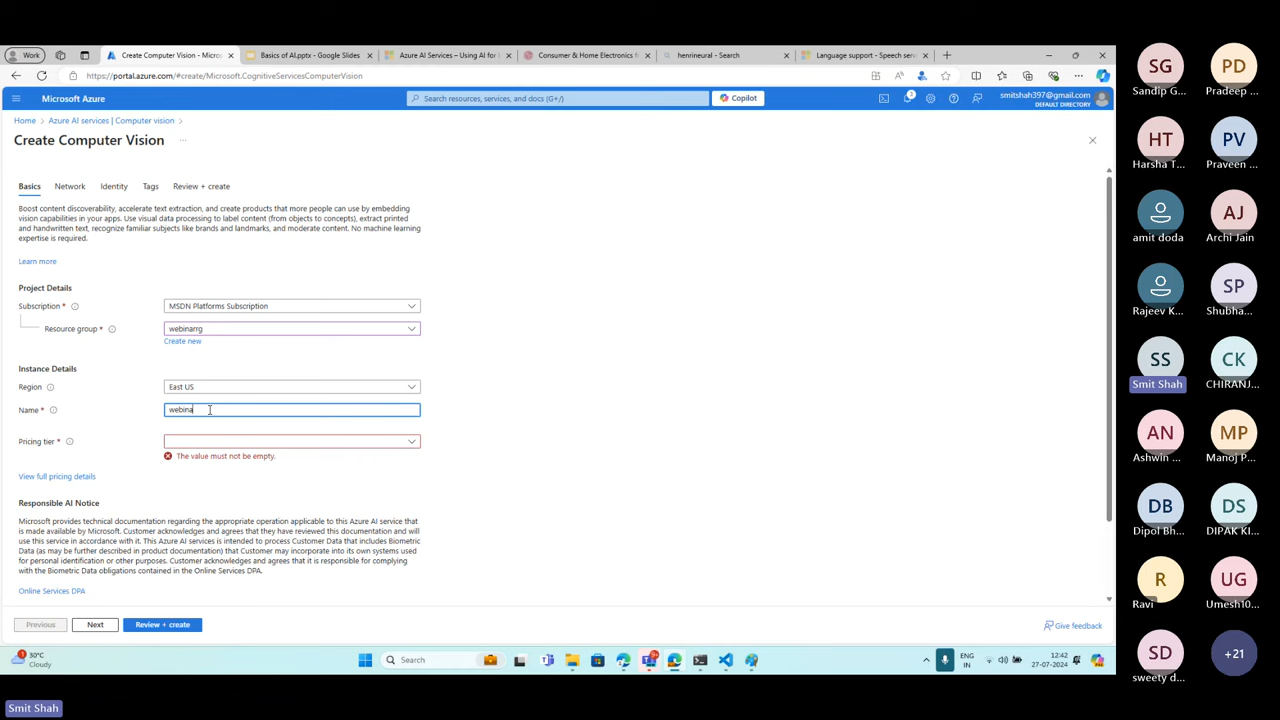 Work
Create Computer Vision - Micros
Basics of AI.pptx - Google Slides
Azure AI Services – Using AI for I
Consumer & Home Electronics R
henrineural - Search
Language support - Speech serv
https://portal.azure.com/#create/Microsoft.CognitiveServicesComputerVision
Microsoft Azure
Search resources, services, and docs (G+/)
Copilot
1
smitshah397@gmail.com
DEFAULT DIRECTORY
Home > Azure AI services | Computer vision >
Create Computer Vision ...
Basics Network Identity Tags Review + create
Boost content discoverability, accelerate text extraction, and create products that more people can use by embedding
vision capabilities in your apps. Use visual data processing to label content (from objects to concepts), extract printed
and handwritten text, recognize familiar subjects like brands and landmarks, and moderate content. No machine learning
expertise is required.
Learn more
Project Details
Subscription * MSDN Platforms Subscription
Resource group * webinarrg
Create new
Instance Details
Region East US
Name * webina
Pricing tier *
The value must not be empty.
View full pricing details
Responsible AI Notice
Microsoft provides technical documentation regarding the appropriate operation applicable to this Azure AI service that
is made available by Microsoft. Customer acknowledges and agrees that they have reviewed this documentation and will
use this service in accordance with it. This Azure AI services is intended to process Customer Data that includes Biometric
Data (as may be further described in product documentation) that Customer may incorporate into its own systems used
for personal identification or other purposes. Customer acknowledges and agrees that it is responsible for complying
with the Biometric Data obligations contained in the Online Services DPA.
Online Services DPA
Previous Next Review + create
Give feedback
30°C
Cloudy
Search
ENG
IN
12:42
27-07-2024
Smit Shah
SG
Sandip G...
PD
Pradeep ...
HT
Harsha T...
PV
Praveen ...
amit doda
AJ
Archi Jain
Rajeev K...
SP
Shubha...
SS
Smit Shah
CK
CHIRANJ...
AN
Ashwin ...
MP
Manoj P...
DB
Dipol Bh...
DS
DIPAK KI...
R
Ravi
UG
Umesh10...
SD
sweety d...
+21